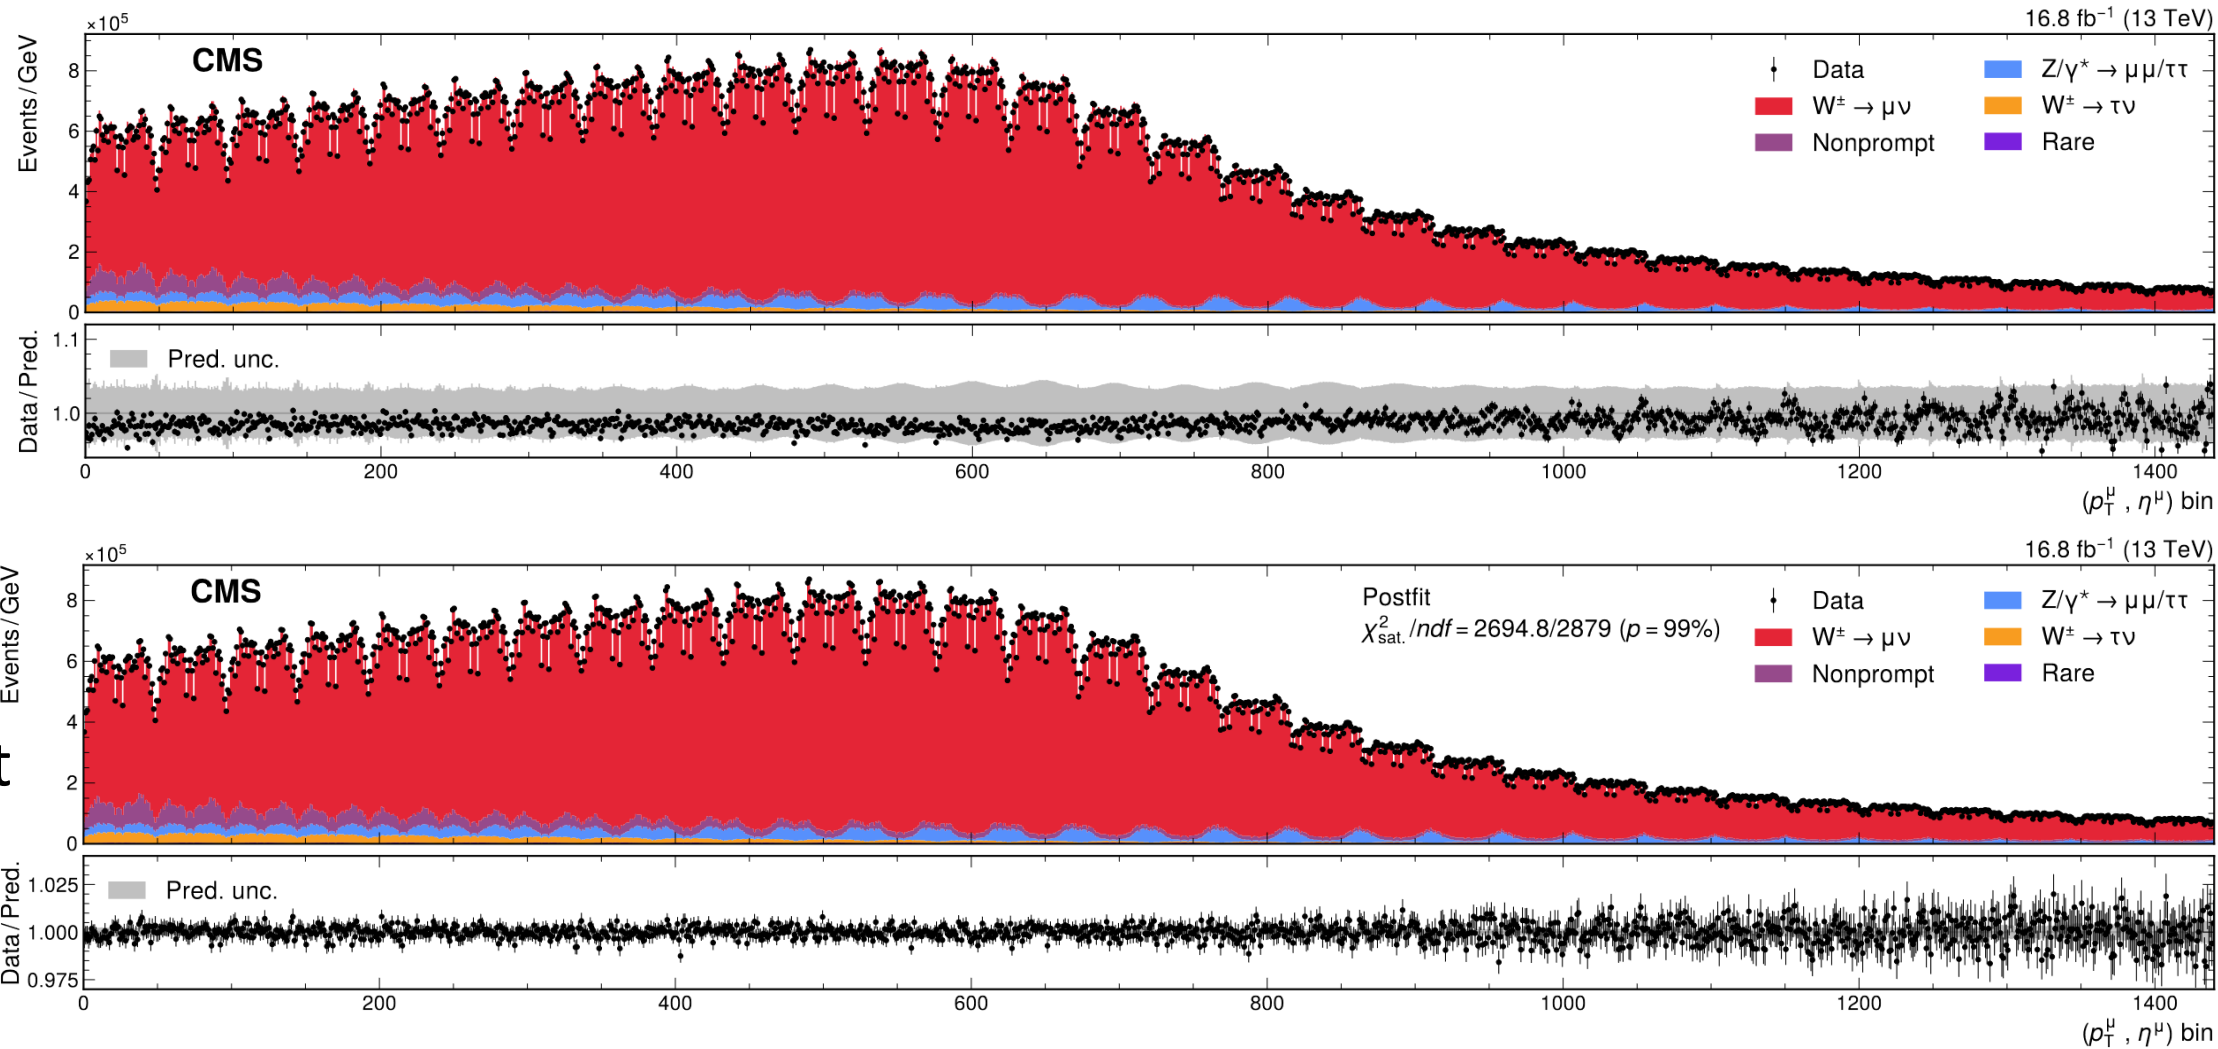 ×10⁵
16.8 fb⁻¹ (13 TeV)
CMS
Events / GeV
8
6
4
2
0
Data
Z/γ* → μμ/ττ
W± → μν
W± → τν
Nonprompt
Rare
Data / Pred.
1.1
1.0
Pred. unc.
0 200 400 600 800 1000 1200 1400
(p_T^μ , η^μ) bin
×10⁵
16.8 fb⁻¹ (13 TeV)
CMS
Events / GeV
8
6
4
2
0
Postfit
χ²_sat. /ndf = 2694.8/2879 (p = 99%)
Data
Z/γ* → μμ/ττ
W± → μν
W± → τν
Nonprompt
Rare
Data / Pred.
1.025
1.000
0.975
Pred. unc.
0 200 400 600 800 1000 1200 1400
(p_T^μ , η^μ) bin